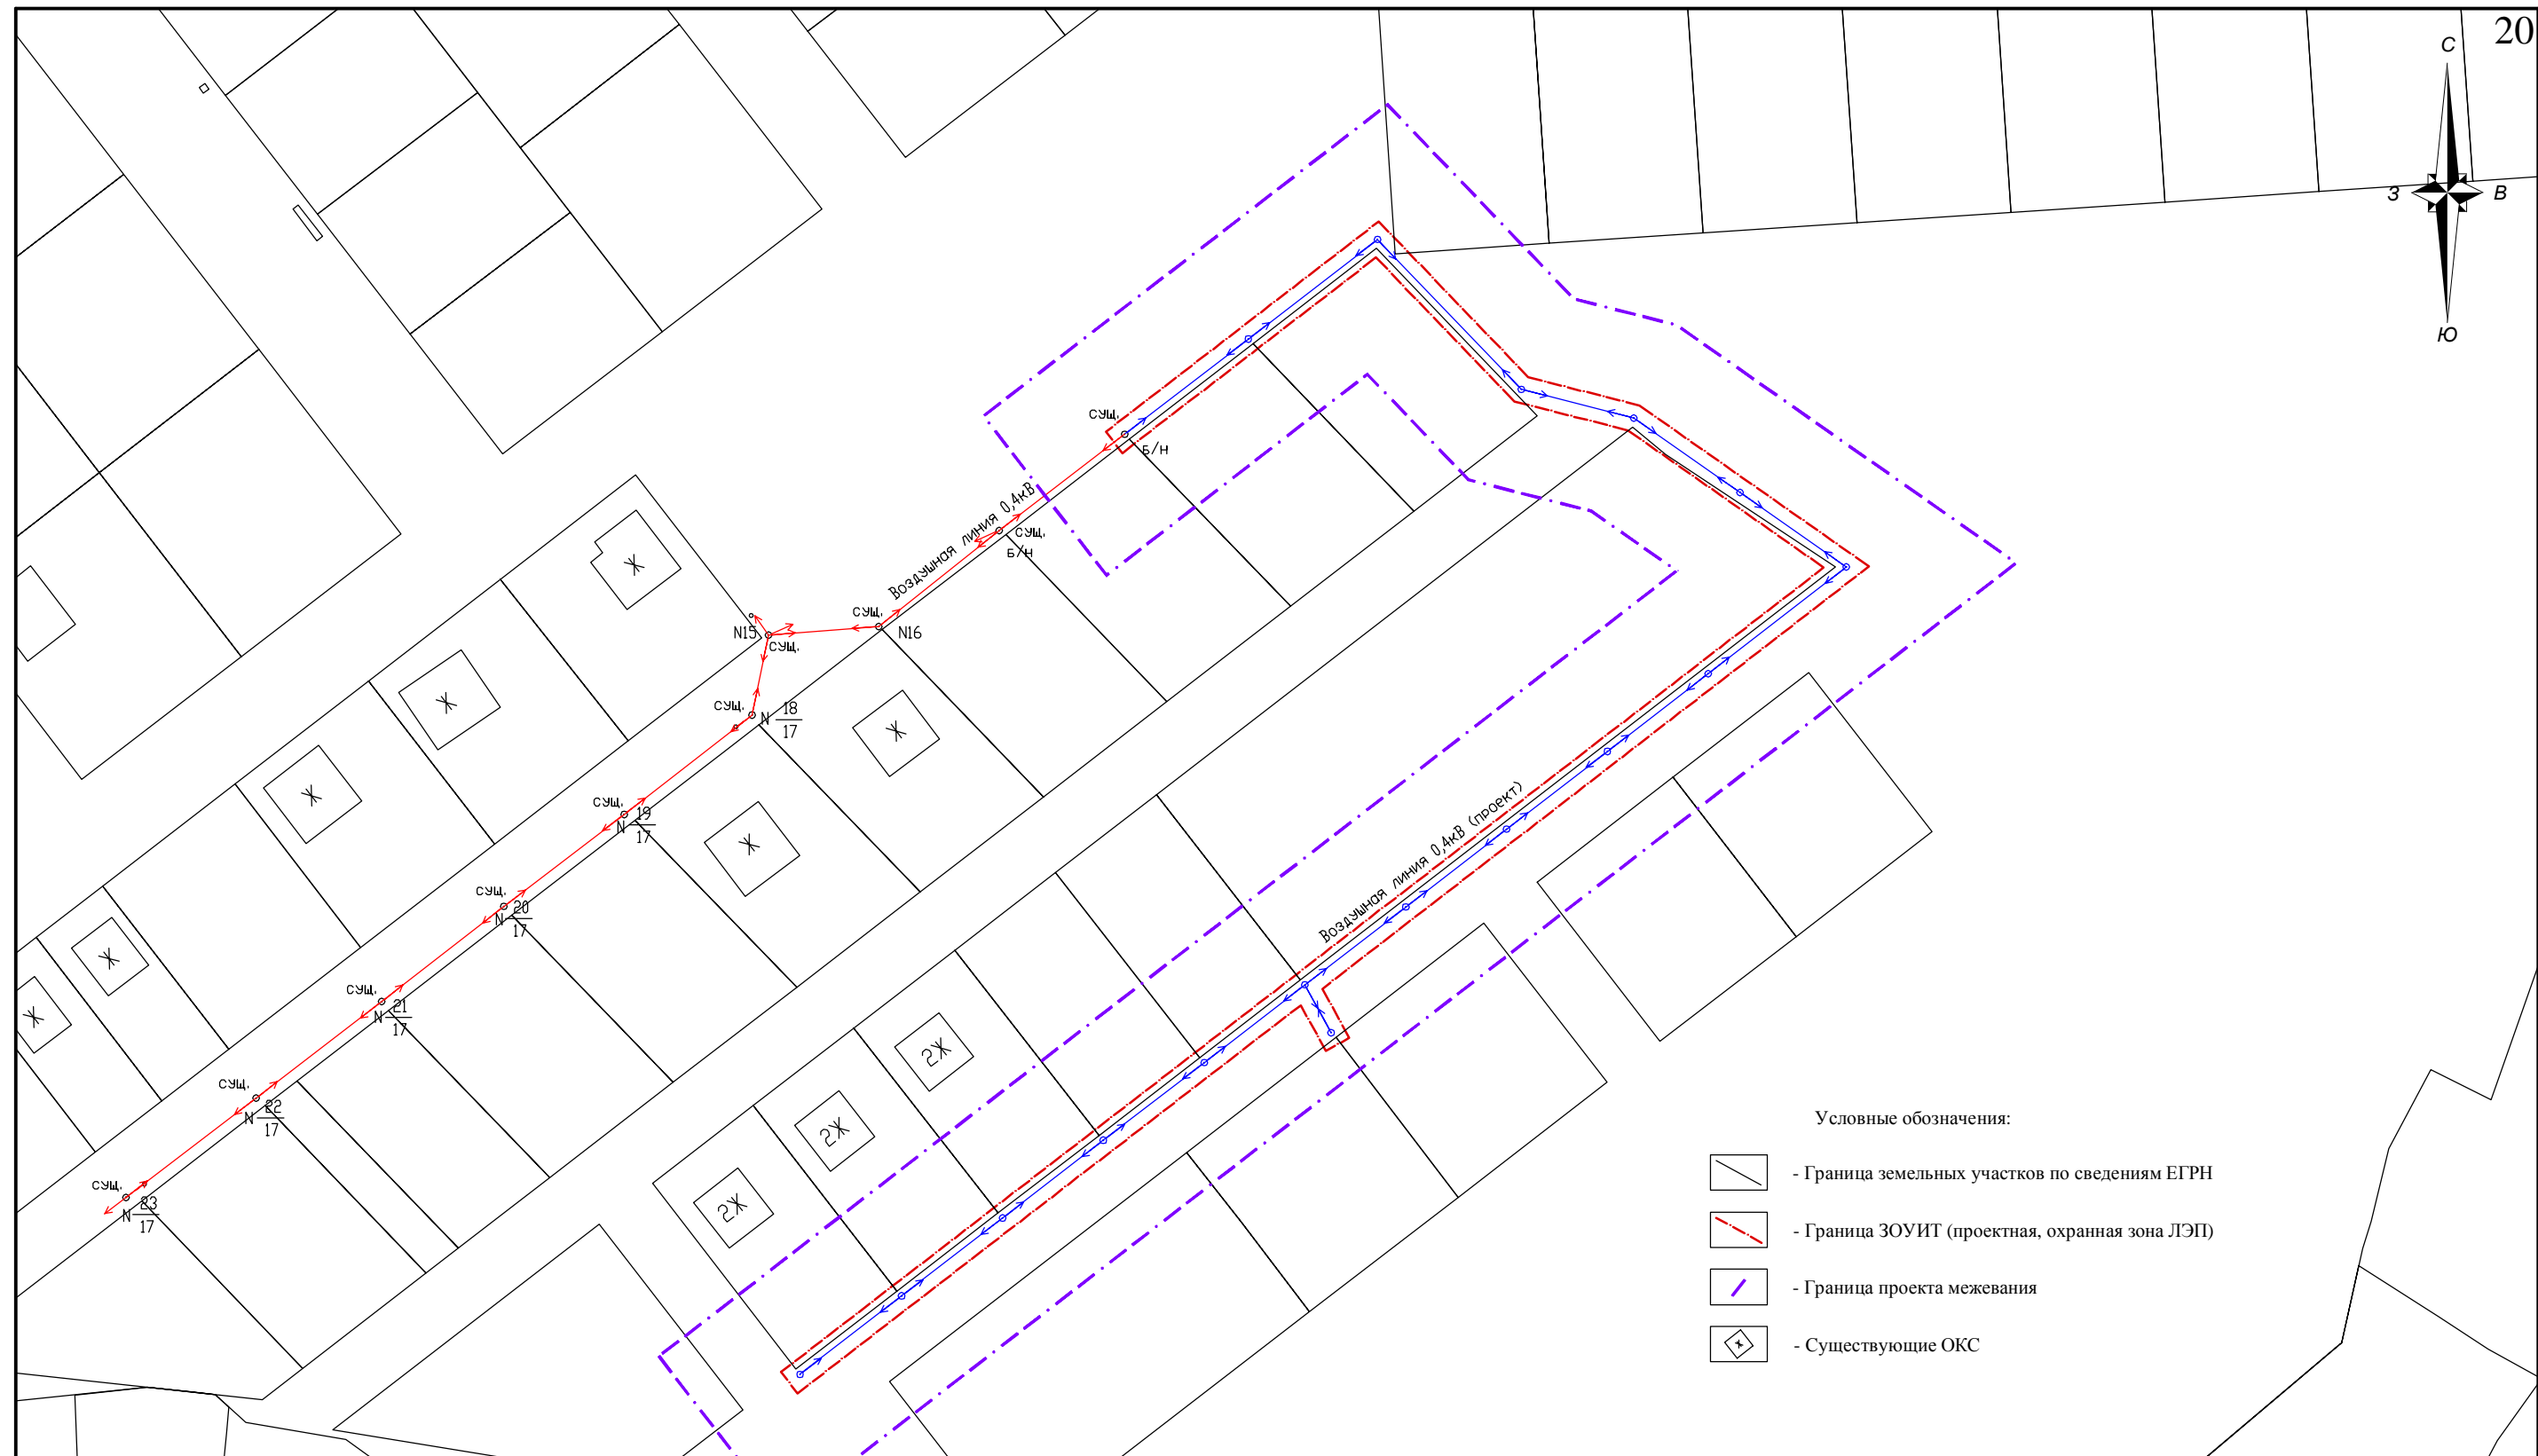 20
С
З
В
Ю
сущ.
Б/Н
Воздушная линия 0,4кВ
сущ.
Б/Н
Ж
сущ.
N16
N15
сущ.
Ж
сущ.
N 18
17
Ж
Ж
сущ.
N 19
17
Ж
Воздушная линия 0,4кВ (проект)
сущ.
N 20
17
Ж
сущ.
N 21
17
Ж
2Ж
сущ.
N 22
17
2Ж
2Ж
сущ.
N 23
17
Условные обозначения:
- Граница земельных участков по сведениям ЕГРН
- Граница ЗОУИТ (проектная, охранная зона ЛЭП)
- Граница проекта межевания
Ж
- Существующие ОКС